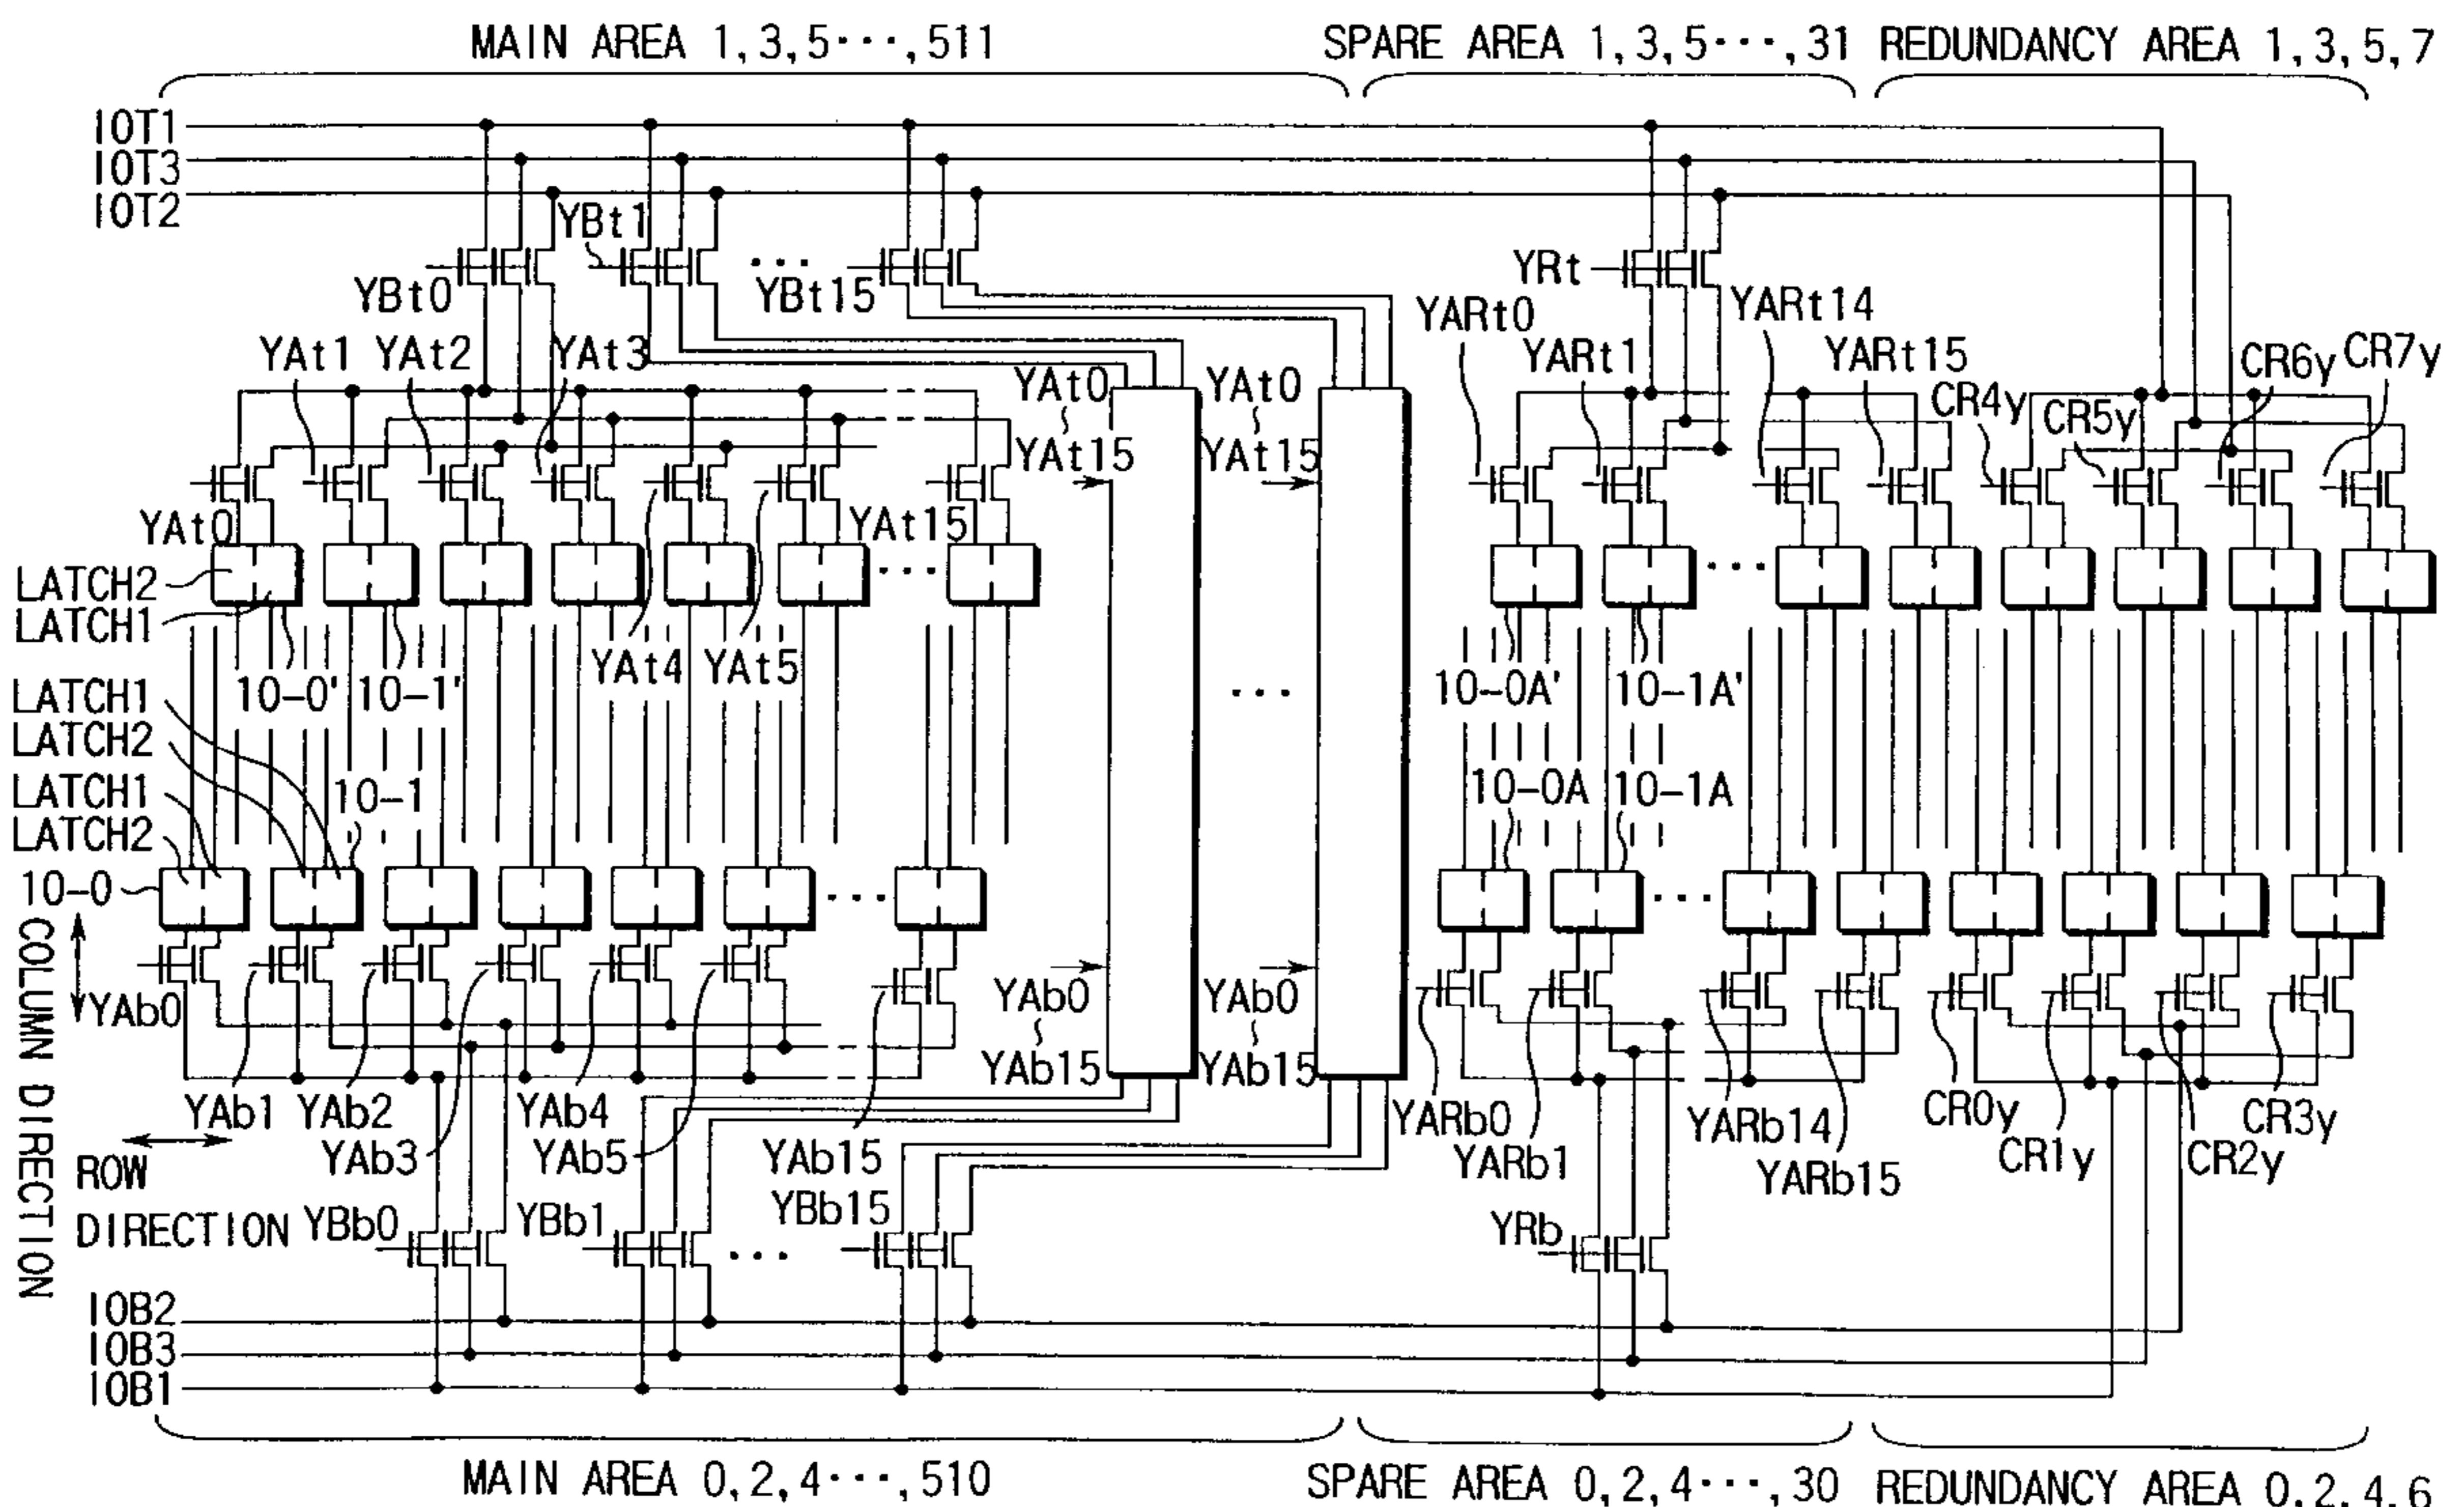 MAIN AREA 1,3,5···,511
SPARE AREA 1,3,5···,31
REDUNDANCY AREA 1,3,5,7
IOT1
IOT3
IOT2
YBt1
YBt0
···
YBt15
YRt
YARt0
YARt14
YARt1
YARt15
CR6y
CR7y
CR4y
CR5y
YAt1
YAt2
YAt3
YAt0
YAt15
YAt0
YAt15
YAt0
YAt15
···
···
LATCH2
LATCH1
10-0'
10-1'
YAt4
YAt5
···
10-0A'
10-1A'
LATCH1
LATCH2
LATCH1
LATCH2
10-1
10-0A
10-1A
10-0
···
···
COLUMN DIRECTION
YAb0
YAb0
YAb15
YAb0
YAb15
YAb1
YAb2
YAb3
YAb4
YAb5
YAb15
YARb0
YARb1
YARb14
YARb15
CR0y
CR1y
CR2y
CR3y
ROW
DIRECTION
YBb0
YBb1
···
YBb15
YRb
IOB2
IOB3
IOB1
MAIN AREA 0,2,4···,510
SPARE AREA 0,2,4···,30
REDUNDANCY AREA 0,2,4,6